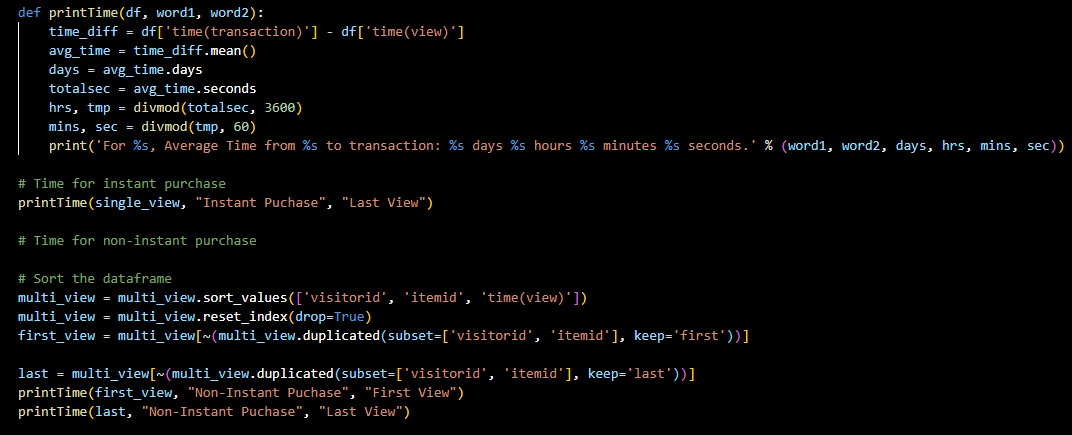 def printTime(df, word1, word2):
    time_diff = df['time(transaction)'] - df['time(view)']
    avg_time = time_diff.mean()
    days = avg_time.days
    totalsec = avg_time.seconds
    hrs, tmp = divmod(totalsec, 3600)
    mins, sec = divmod(tmp, 60)
    print('For %s, Average Time from %s to transaction: %s days %s hours %s minutes %s seconds.' % (word1, word2, days, hrs, mins, sec))

# Time for instant purchase
printTime(single_view, "Instant Puchase", "Last View")

# Time for non-instant purchase

# Sort the dataframe
multi_view = multi_view.sort_values(['visitorid', 'itemid', 'time(view)'])
multi_view = multi_view.reset_index(drop=True)
first_view = multi_view[~(multi_view.duplicated(subset=['visitorid', 'itemid'], keep='first'))]

last = multi_view[~(multi_view.duplicated(subset=['visitorid', 'itemid'], keep='last'))]
printTime(first_view, "Non-Instant Puchase", "First View")
printTime(last, "Non-Instant Puchase", "Last View")